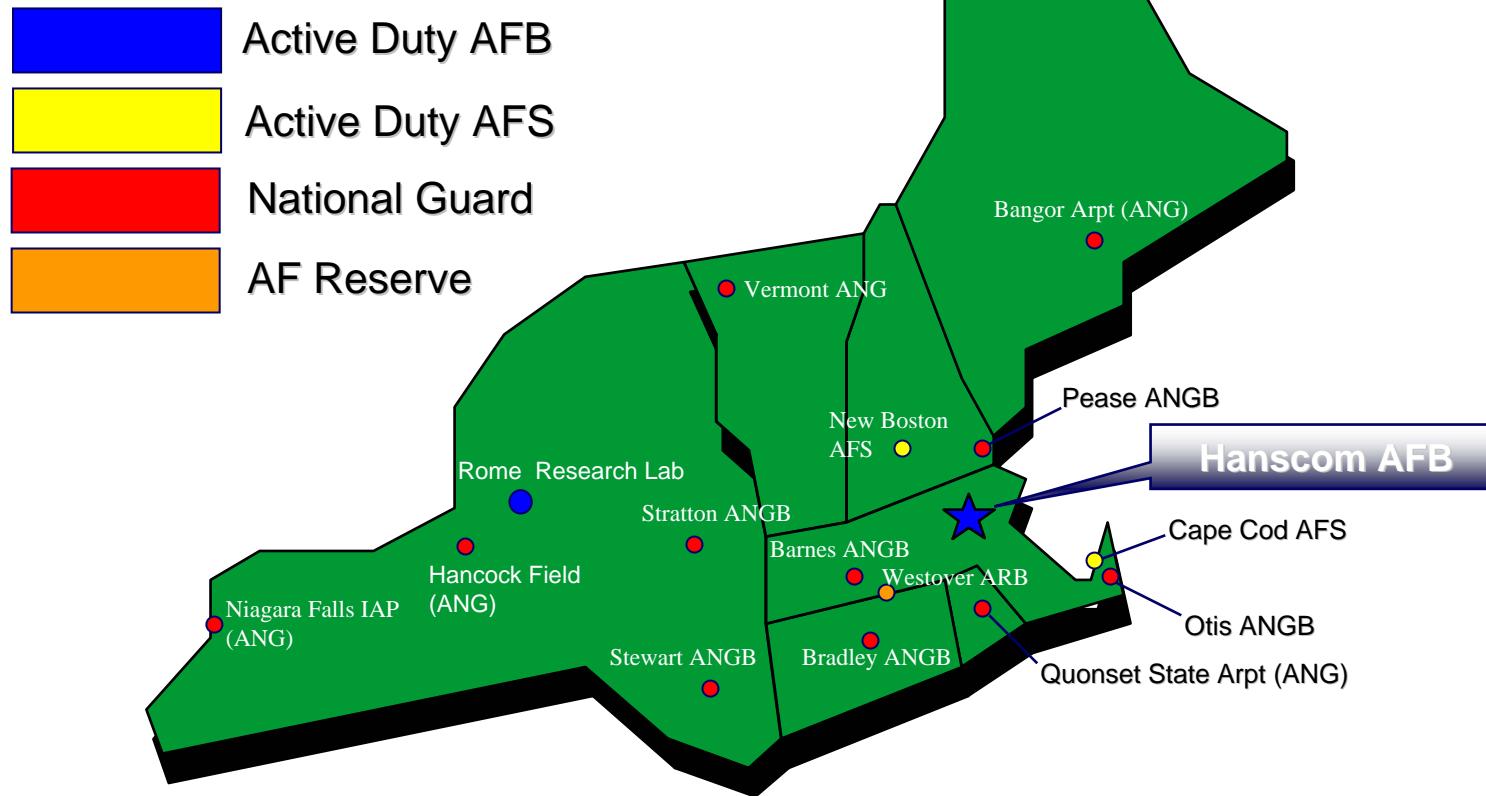 Active Duty AFB
Active Duty AFS
National Guard
AF Reserve
Bangor Arpt (ANG)
Vermont ANG
Pease ANGB
New Boston
AFS
Hanscom AFB
Rome  Research Lab
Stratton ANGB
Cape Cod AFS
Barnes ANGB
Westover ARB
Hancock Field
(ANG)
Niagara Falls IAP
(ANG)
Otis ANGB
Stewart ANGB
Bradley ANGB
Quonset State Arpt (ANG)